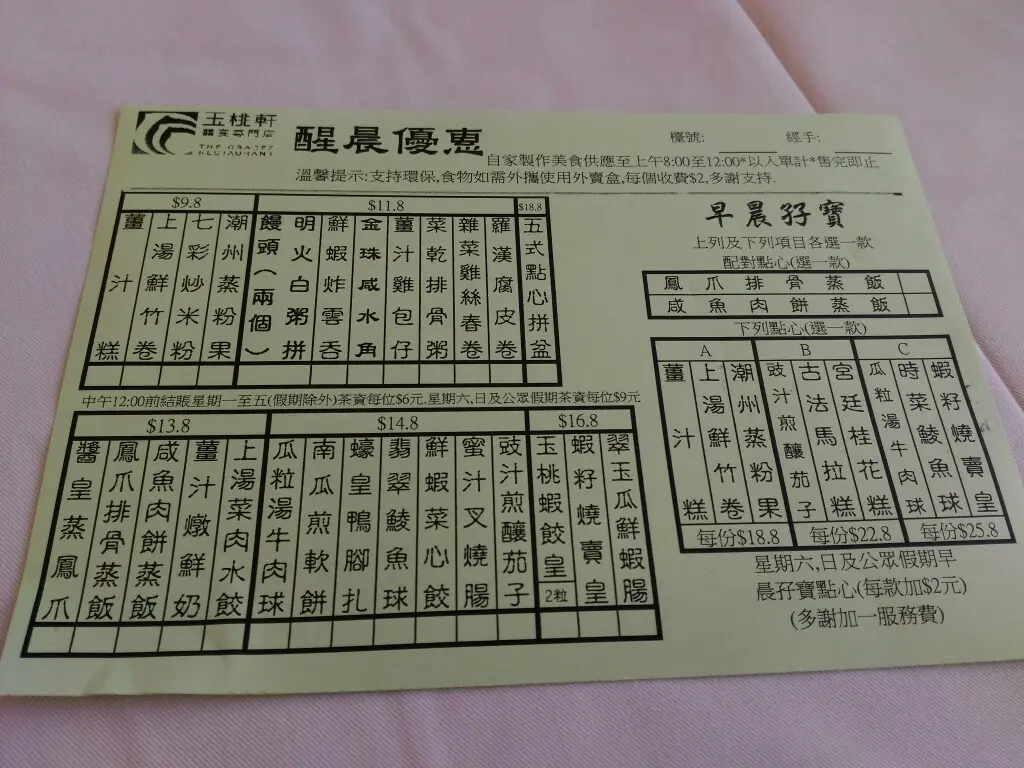 玉桃軒
THE GRACES
RESTAURANT
醒晨優惠
檯號:
經手:
自家製作美食供應至上午8:00至12:00*以入單計*售完即止
溫馨提示:支持環保,食物如需外攜使用外賣盒,每個收費$2,多謝支持.
$9.8
薑汁糕
上湯鮮竹卷
七彩炒米粉
潮州蒸粉果
$11.8
饅頭(兩個)
明火白粥拼
鮮蝦炸雲吞
金珠咸水角
薑汁雞包仔
菜乾排骨粥
雜菜雞絲春卷
羅漢腐皮卷
$18.8
五式點心拼盆
中午12:00前結賬星期一至五(假期除外)茶資每位$6元.星期六,日及公眾假期茶資每位$9元
$13.8
醬皇蒸鳳爪
鳳爪排骨蒸飯
咸魚肉餅蒸飯
薑汁燉鮮奶
上湯菜肉水餃
$14.8
瓜粒湯牛肉球
南瓜煎軟餅
蠔皇鴨腳扎
翡翠鯪魚球
鮮蝦菜心餃
蜜汁叉燒腸
豉汁煎釀茄子
$16.8
玉桃蝦餃皇
2粒
蝦籽燒賣皇
翠玉瓜鮮蝦腸
早晨孖寶
上列及下列項目各選一款
配對點心(選一款)
鳳爪排骨蒸飯
咸魚肉餅蒸飯
下列點心(選一款)
A
薑汁糕
上湯鮮竹卷
潮州蒸粉果
每份$18.8
B
豉汁煎釀茄子
古法馬拉糕
宮廷桂花糕
每份$22.8
C
瓜粒湯牛肉球
時菜鯪魚球
蝦籽燒賣皇
每份$25.8
星期六,日及公眾假期早
晨孖寶點心(每款加$2元)
(多謝加一服務費)